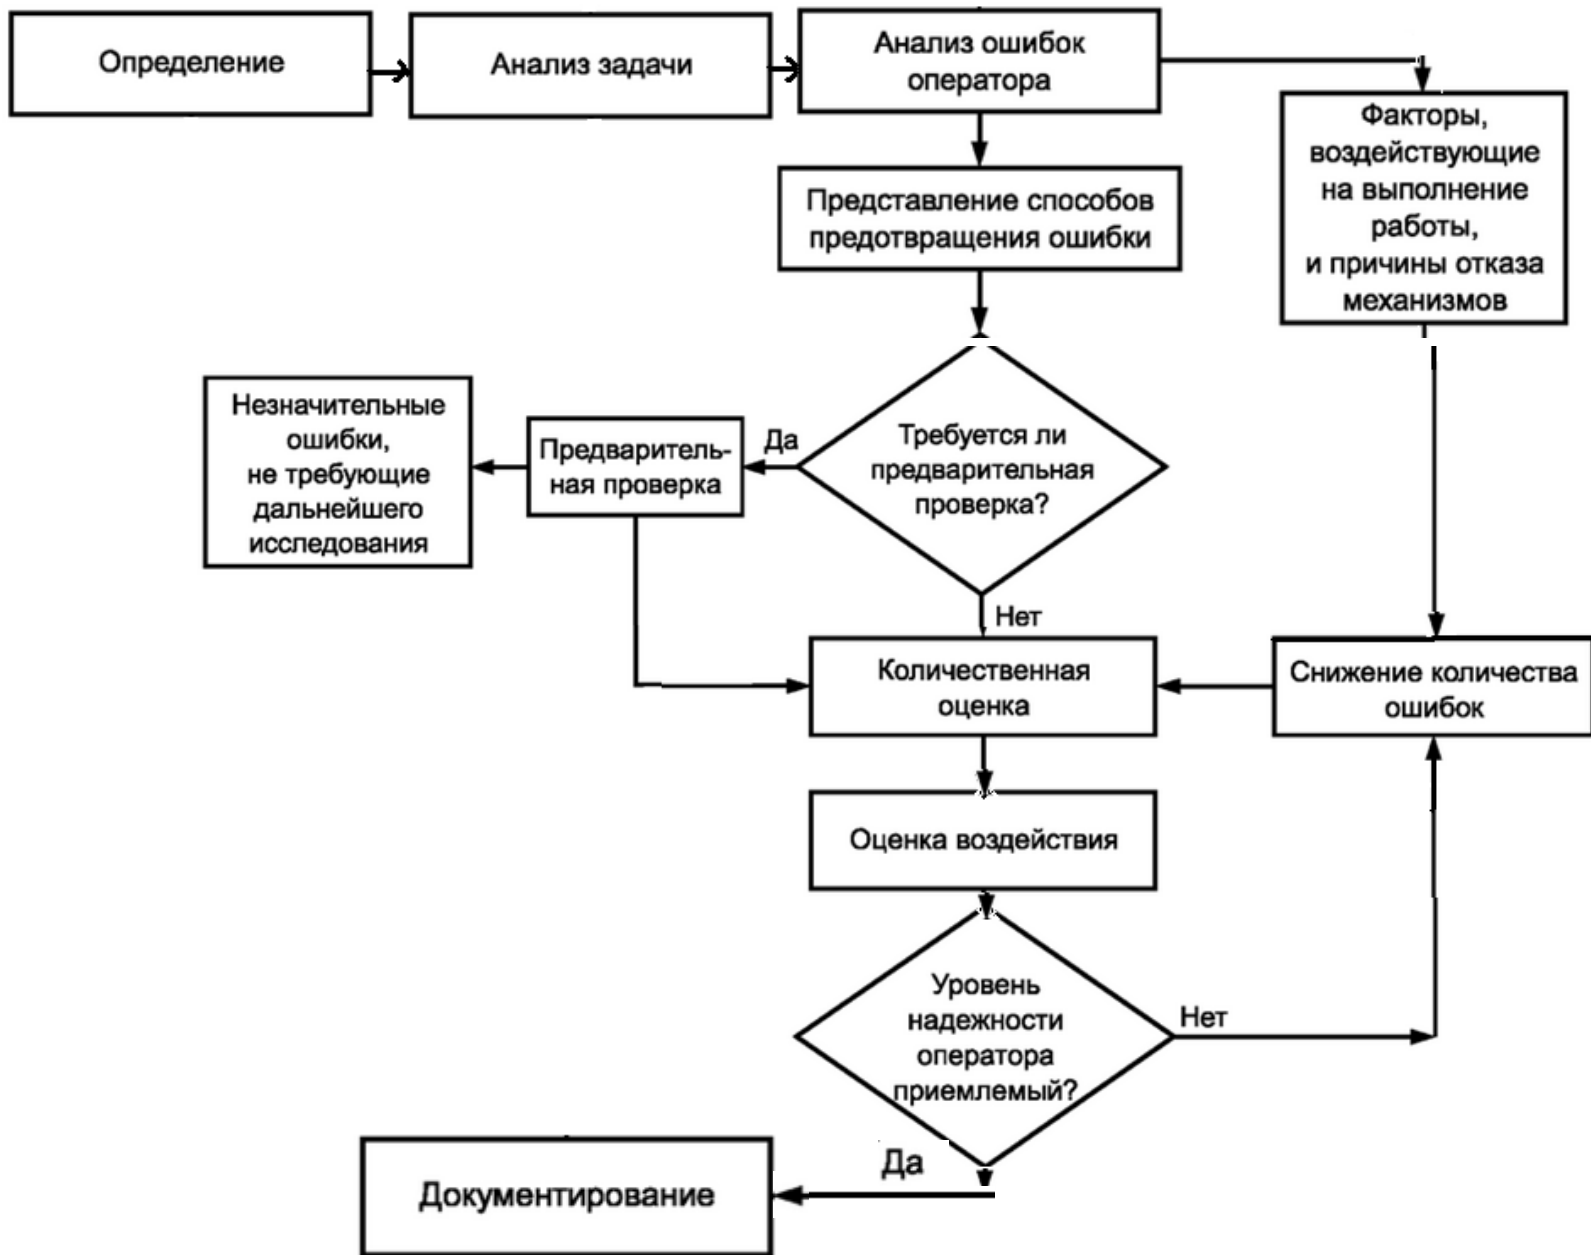 Определение
Анализ задачи
Анализ ошибок
оператора
Факторы,
воздействующие
на выполнение
работы,
и причины отказа
механизмов
Представление способов
предотвращения ошибки
Незначительные
ошибки,
не требующие
дальнейшего
исследования
Предваритель-
ная проверка
Да
Требуется ли
предварительная
проверка?
Нет
Количественная
оценка
Снижение количества
ошибок
Оценка воздействия
Уровень
надежности
оператора
приемлемый?
Нет
Да
Документирование